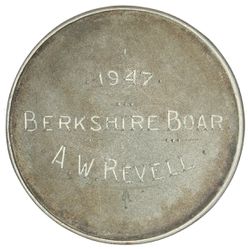 1947
BERKSHIRE BOAR
A W REVELL